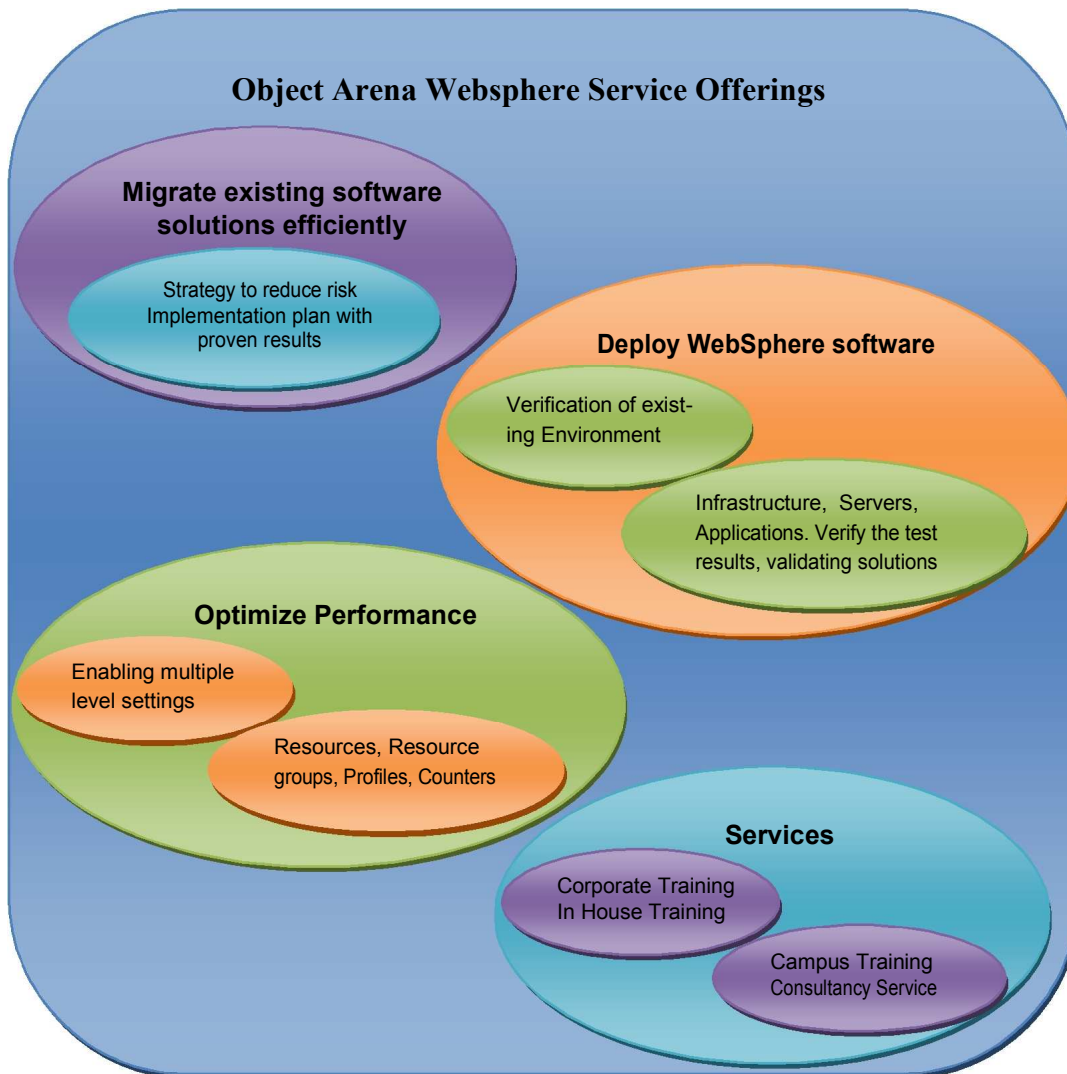 Object Arena Websphere Service Offerings
Migrate existing software
solutions efficiently
Strategy to reduce risk
Implementation plan with
proven results
Deploy WebSphere software
Verification of exist-
ing Environment
Infrastructure, Servers,
Applications. Verify the test
results, validating solutions
Optimize Performance
Enabling multiple
level settings
Resources, Resource
groups, Profiles, Counters
Services
Corporate Training
In House Training
Campus Training
Consultancy Service